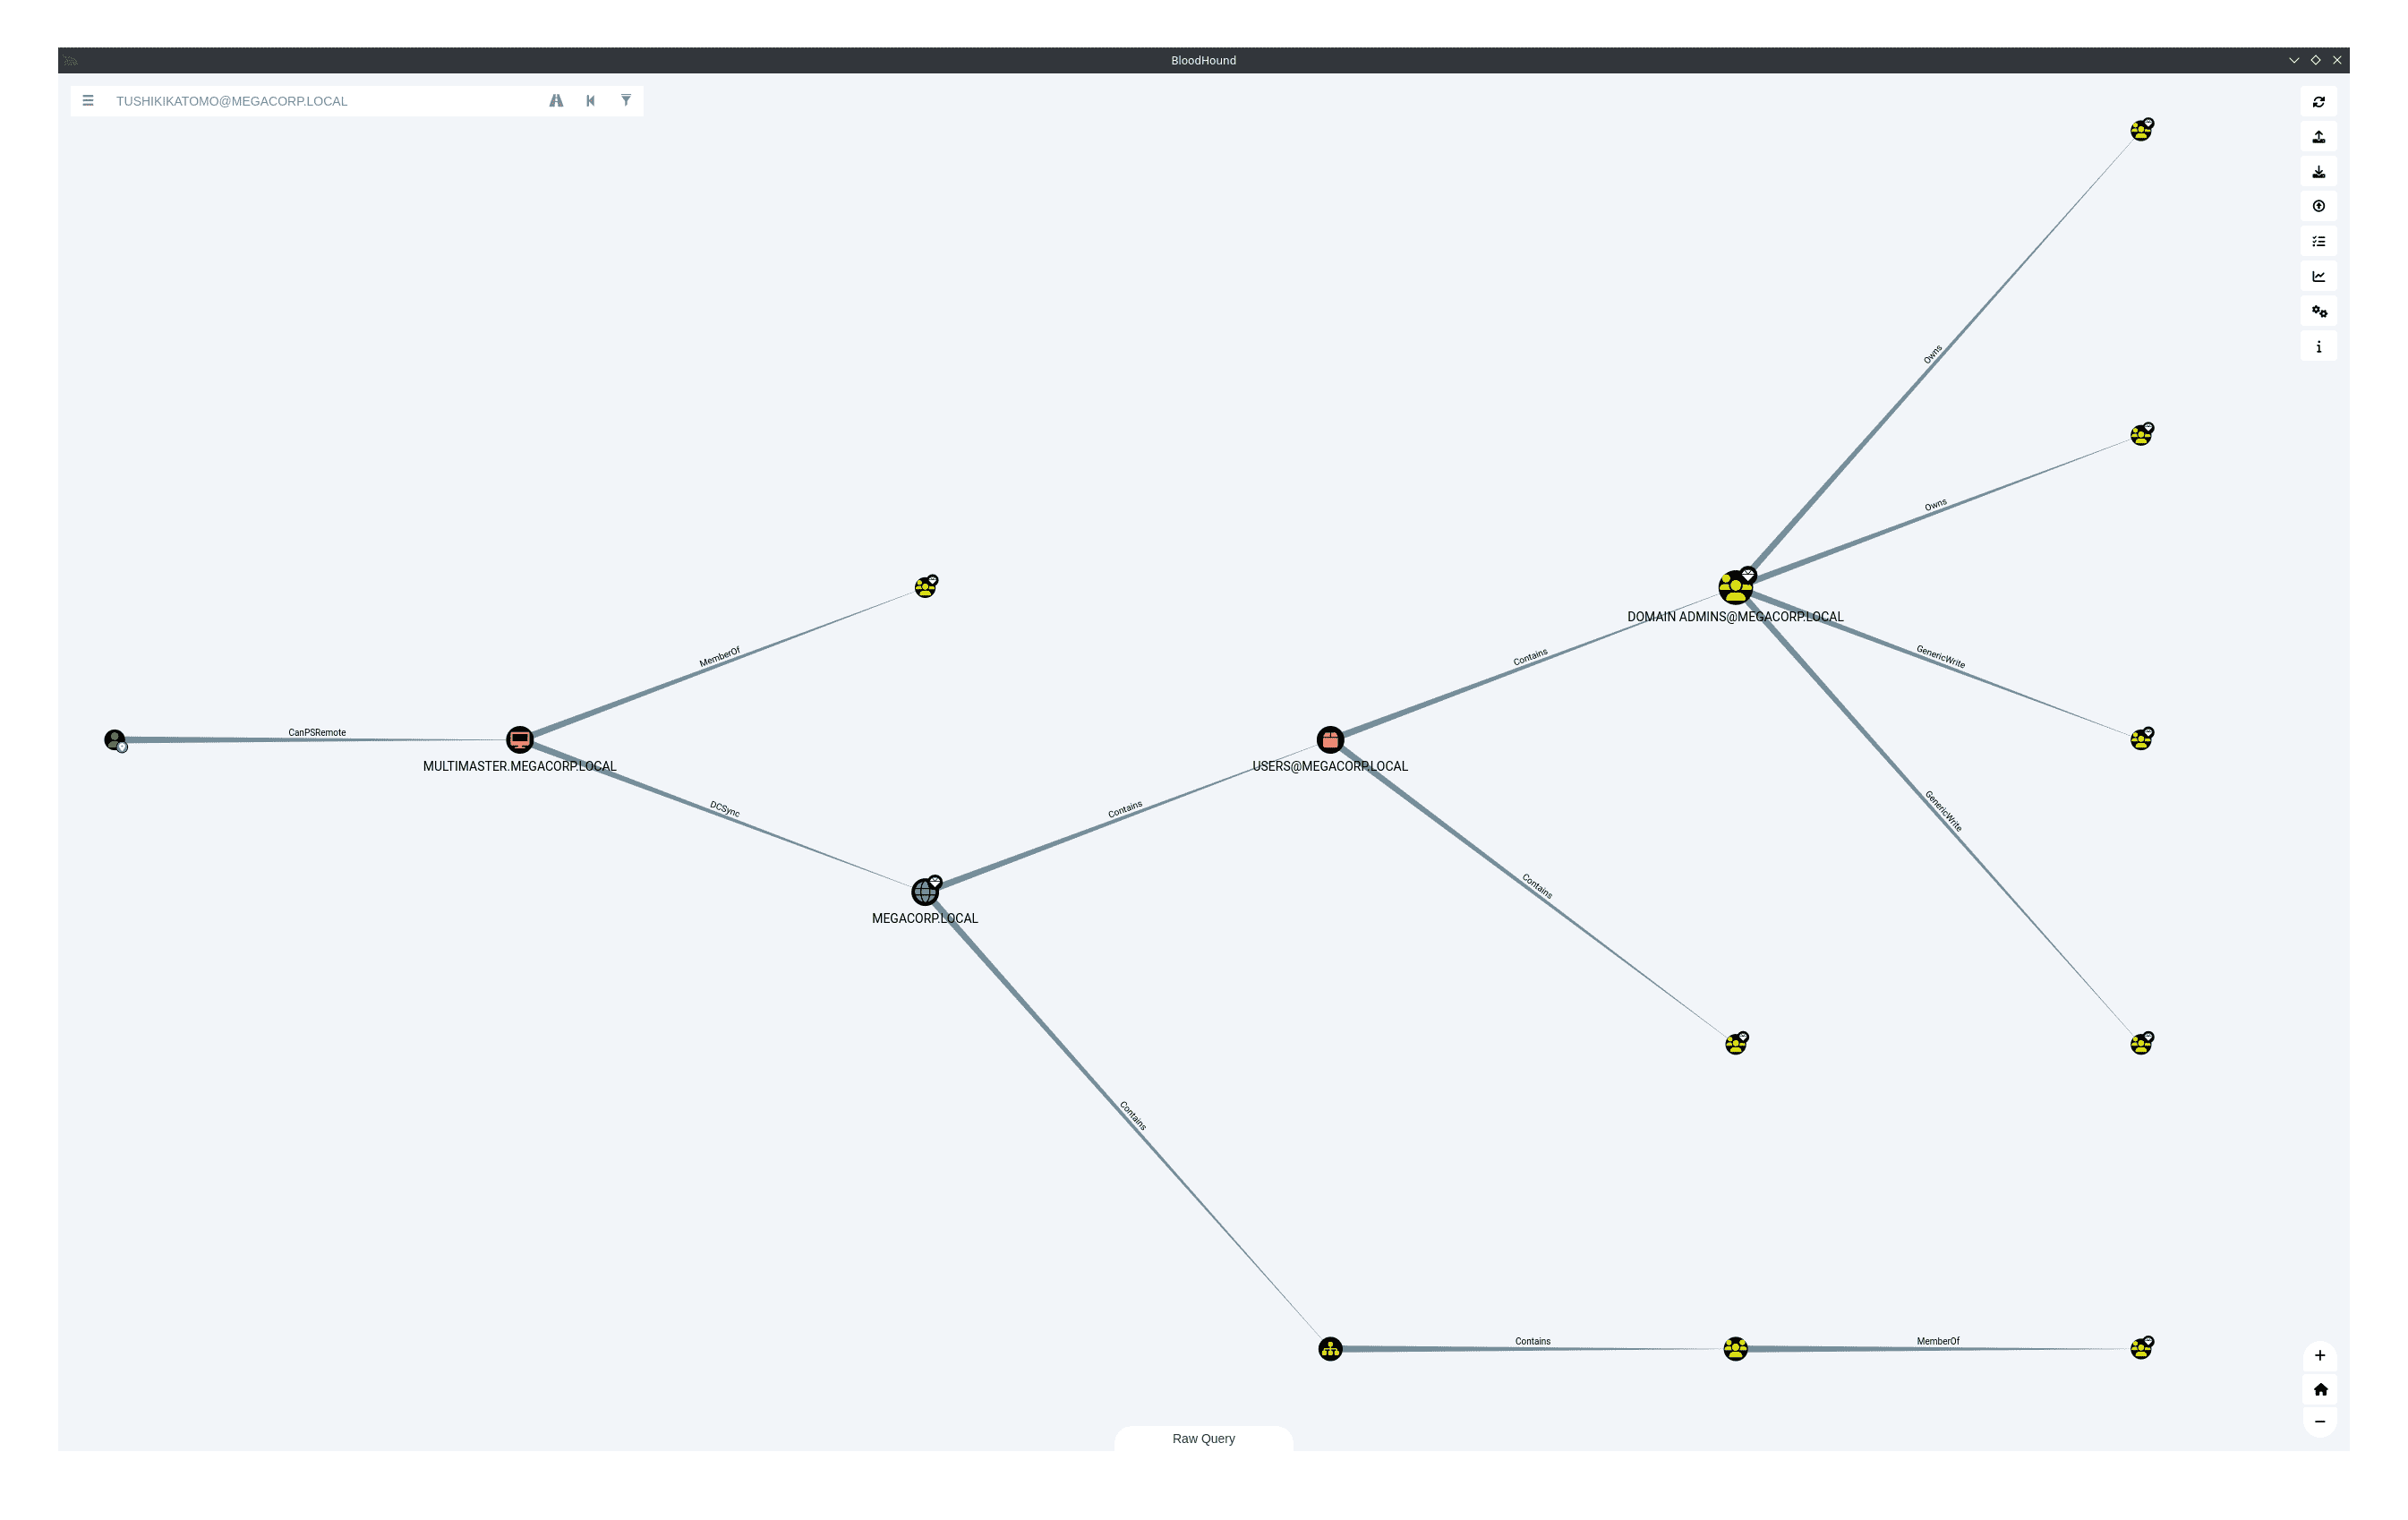 BloodHound
TUSHIKIKATOMO@MEGACORP.LOCAL
Owns
Owns
DOMAIN ADMINS@MEGACORP.LOCAL
MemberOf
Contains
GenericWrite
CanPSRemote
MULTIMASTER.MEGACORP.LOCAL
USERS@MEGACORP.LOCAL
DCSync
Contains
GenericWrite
Contains
MEGACORP.LOCAL
Contains
Contains
MemberOf
Raw Query